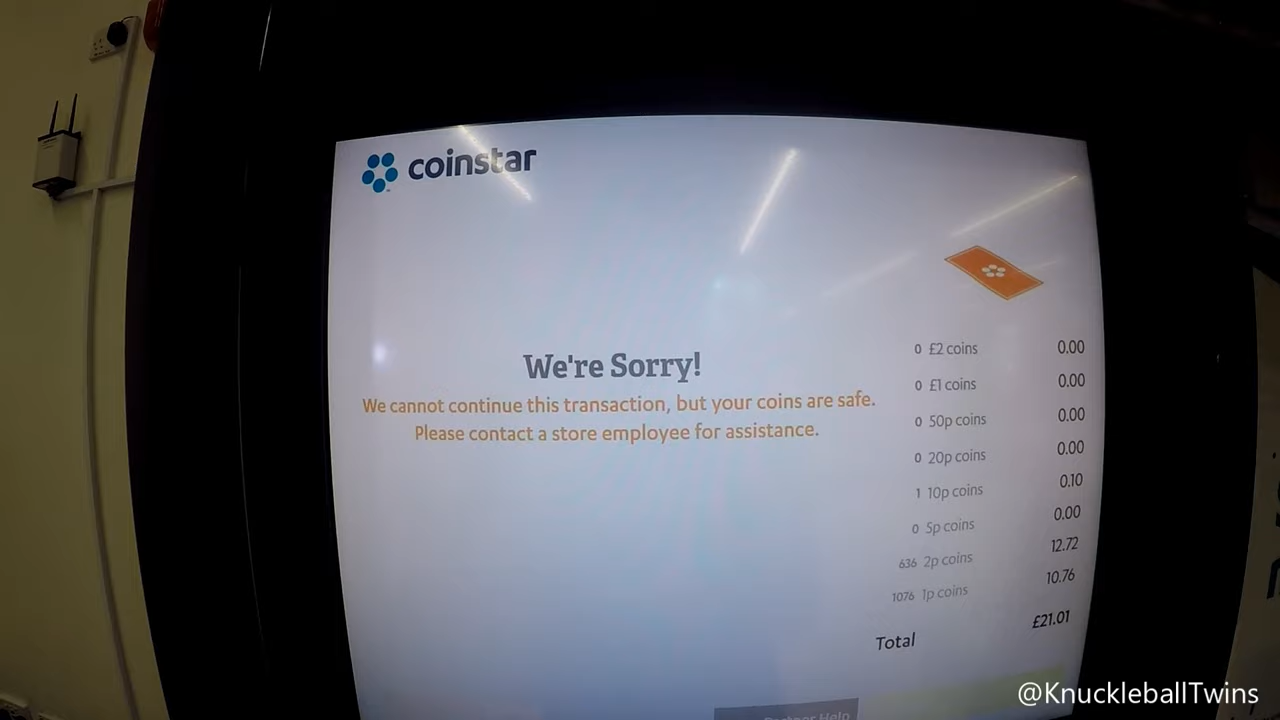 coinstar
We're Sorry!
We cannot continue this transaction, but your coins are safe.
Please contact a store employee for assistance.
0 £2 coins 0.00
0 £1 coins 0.00
0 50p coins 0.00
0 20p coins 0.00
1 10p coins 0.10
0 5p coins 0.00
636 2p coins 12.72
1076 1p coins 10.76
Total £21.01
Help
@KnuckleballTwins